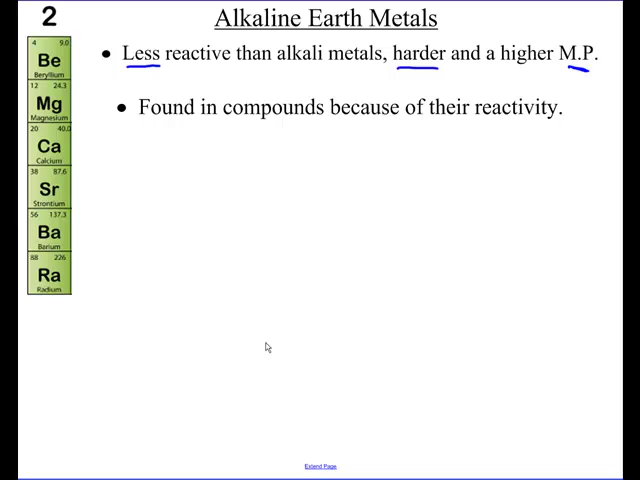 2
Alkaline Earth Metals
4 9.0
Be
Beryllium
12 24.3
Mg
Magnesium
20 40.0
Ca
Calcium
38 87.6
Sr
Strontium
56 137.3
Ba
Barium
88 226
Ra
Radium
• Less reactive than alkali metals, harder and a higher M.P.
• Found in compounds because of their reactivity.
Extend Page